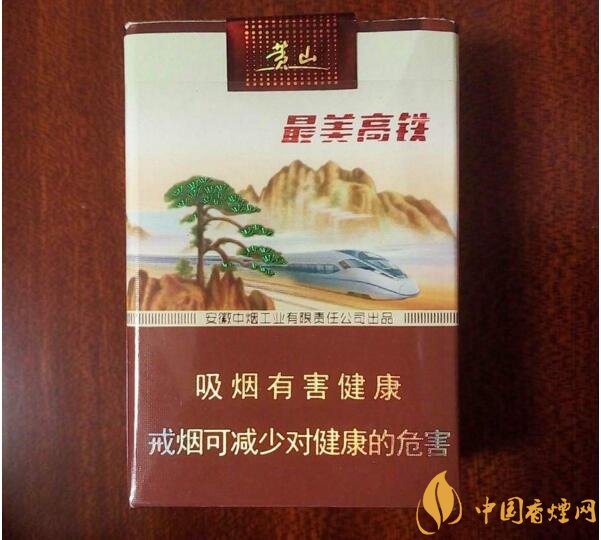 黄山
最美高铁
安徽中烟工业有限责任公司出品
吸烟有害健康
戒烟可减少对健康的危害
中国香烟网